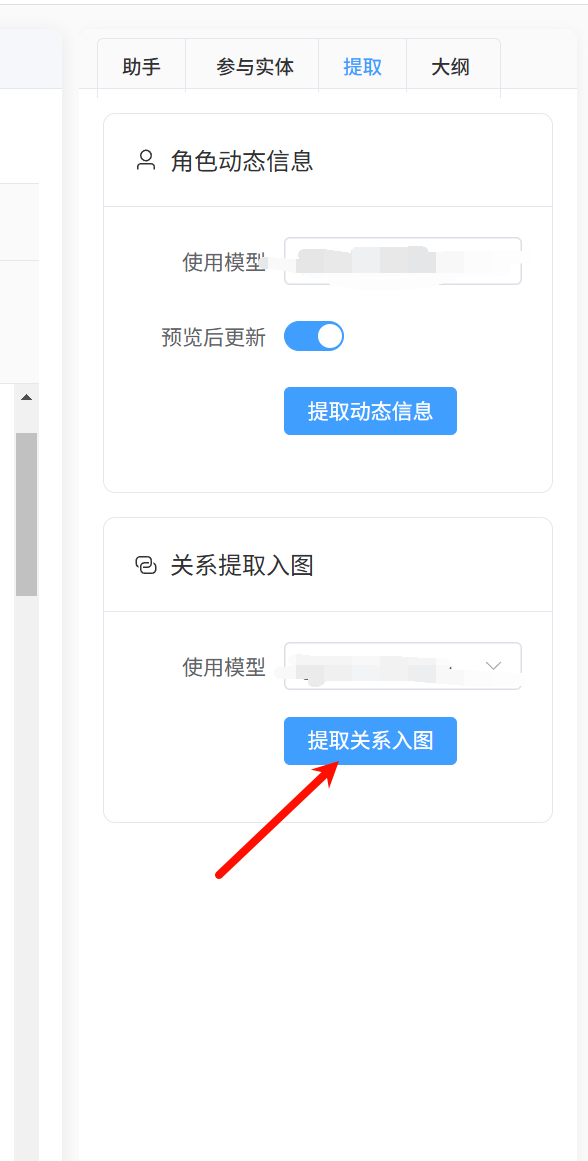 助手 参与实体 提取 大纲
角色动态信息
使用模型
预览后更新
提取动态信息
关系提取入图
使用模型
提取关系入图